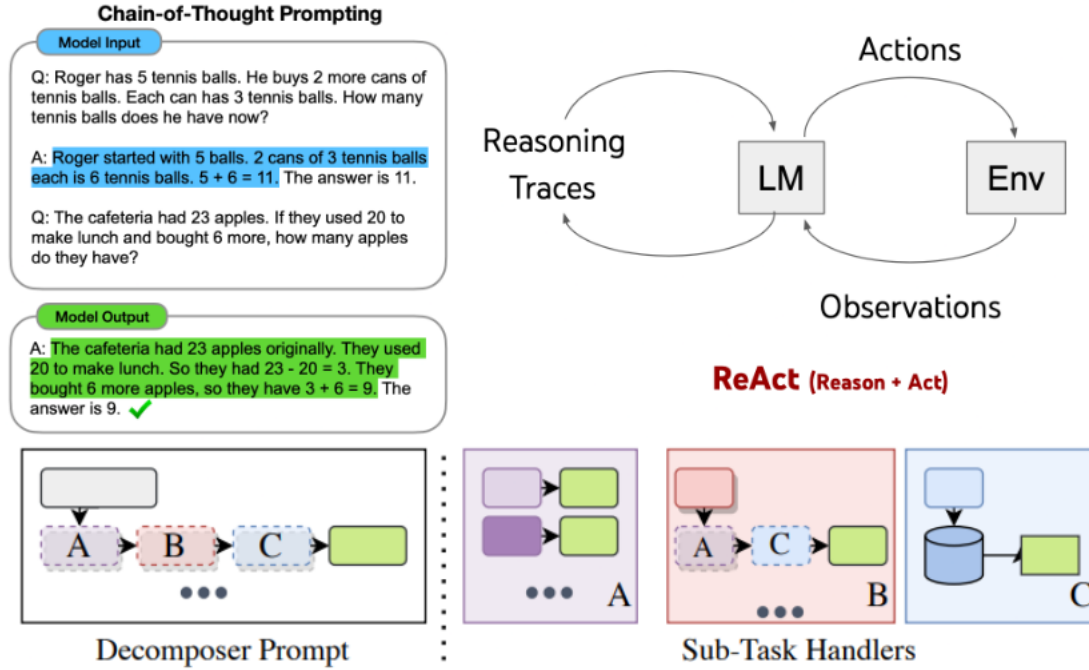 Chain-of-Thought Prompting
Model Input
Q: Roger has 5 tennis balls. He buys 2 more cans of
tennis balls. Each can has 3 tennis balls. How many
tennis balls does he have now?
A: Roger started with 5 balls. 2 cans of 3 tennis balls
each is 6 tennis balls. 5 + 6 = 11. The answer is 11.
Q: The cafeteria had 23 apples. If they used 20 to
make lunch and bought 6 more, how many apples
do they have?
Model Output
A: The cafeteria had 23 apples originally. They used
20 to make lunch. So they had 23 - 20 = 3. They
bought 6 more apples, so they have 3 + 6 = 9. The
answer is 9.
Actions
Reasoning
Traces
LM
Env
Observations
ReAct (Reason + Act)
A
B
C
Decomposer Prompt
A
A
C
B
C
Sub-Task Handlers